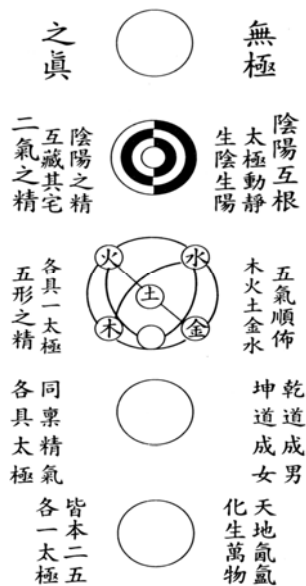 無極
之眞
陰陽互根
太極動靜
生陰生陽
陰陽之精
互藏其宅
二氣之精
五氣順佈
木火土金水
水
火
土
金
木
各具一太極
五形之精
乾道成男
坤道成女
同稟精氣
各具太極
天地氤氳
化生萬物
皆本二五
各一太極